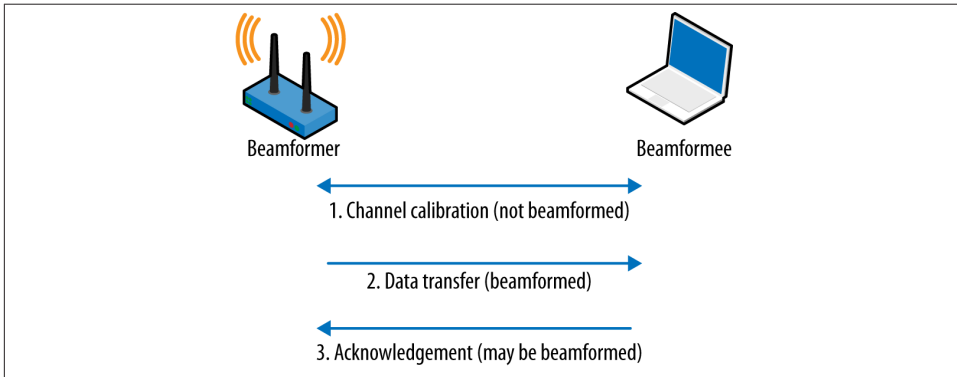 Beamformer
Beamformee
1. Channel calibration (not beamformed)
2. Data transfer (beamformed)
3. Acknowledgement (may be beamformed)